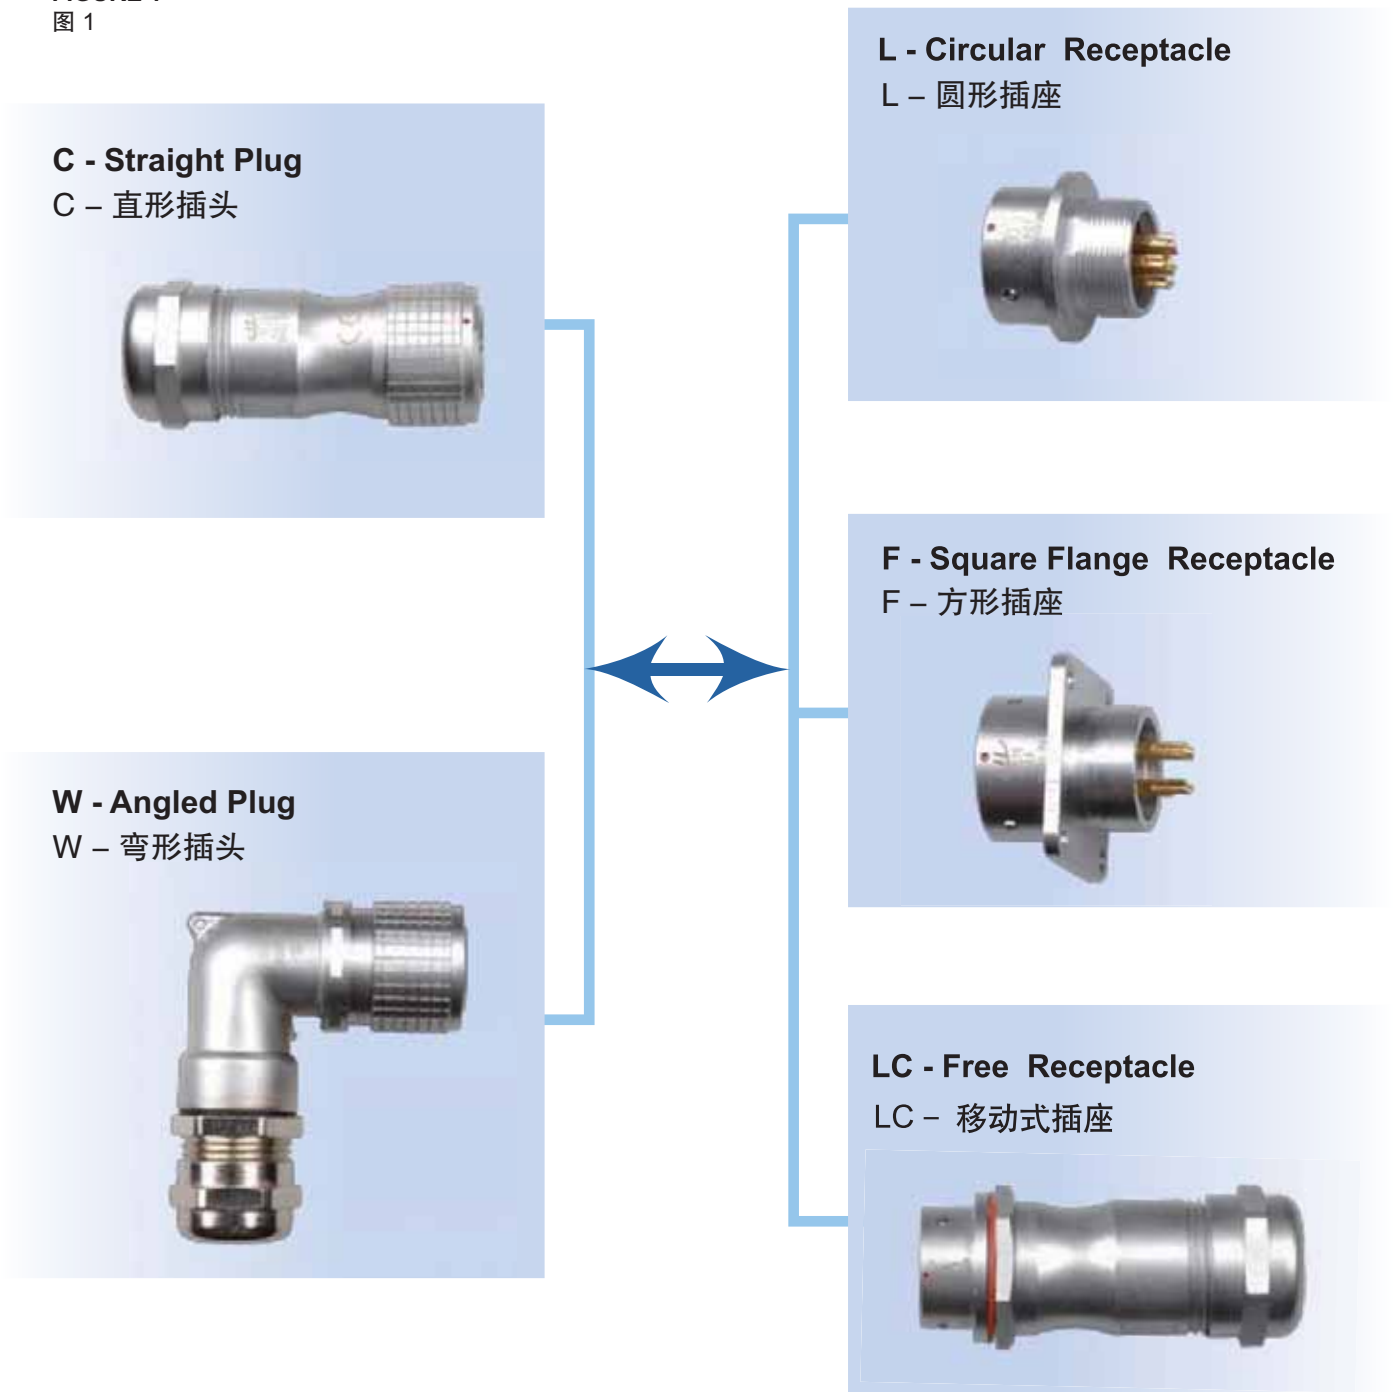 图 1
C - Straight Plug
C – 直形插头
W - Angled Plug
W – 弯形插头
L - Circular Receptacle
L – 圆形插座
F - Square Flange Receptacle
F – 方形插座
LC - Free Receptacle
LC – 移动式插座